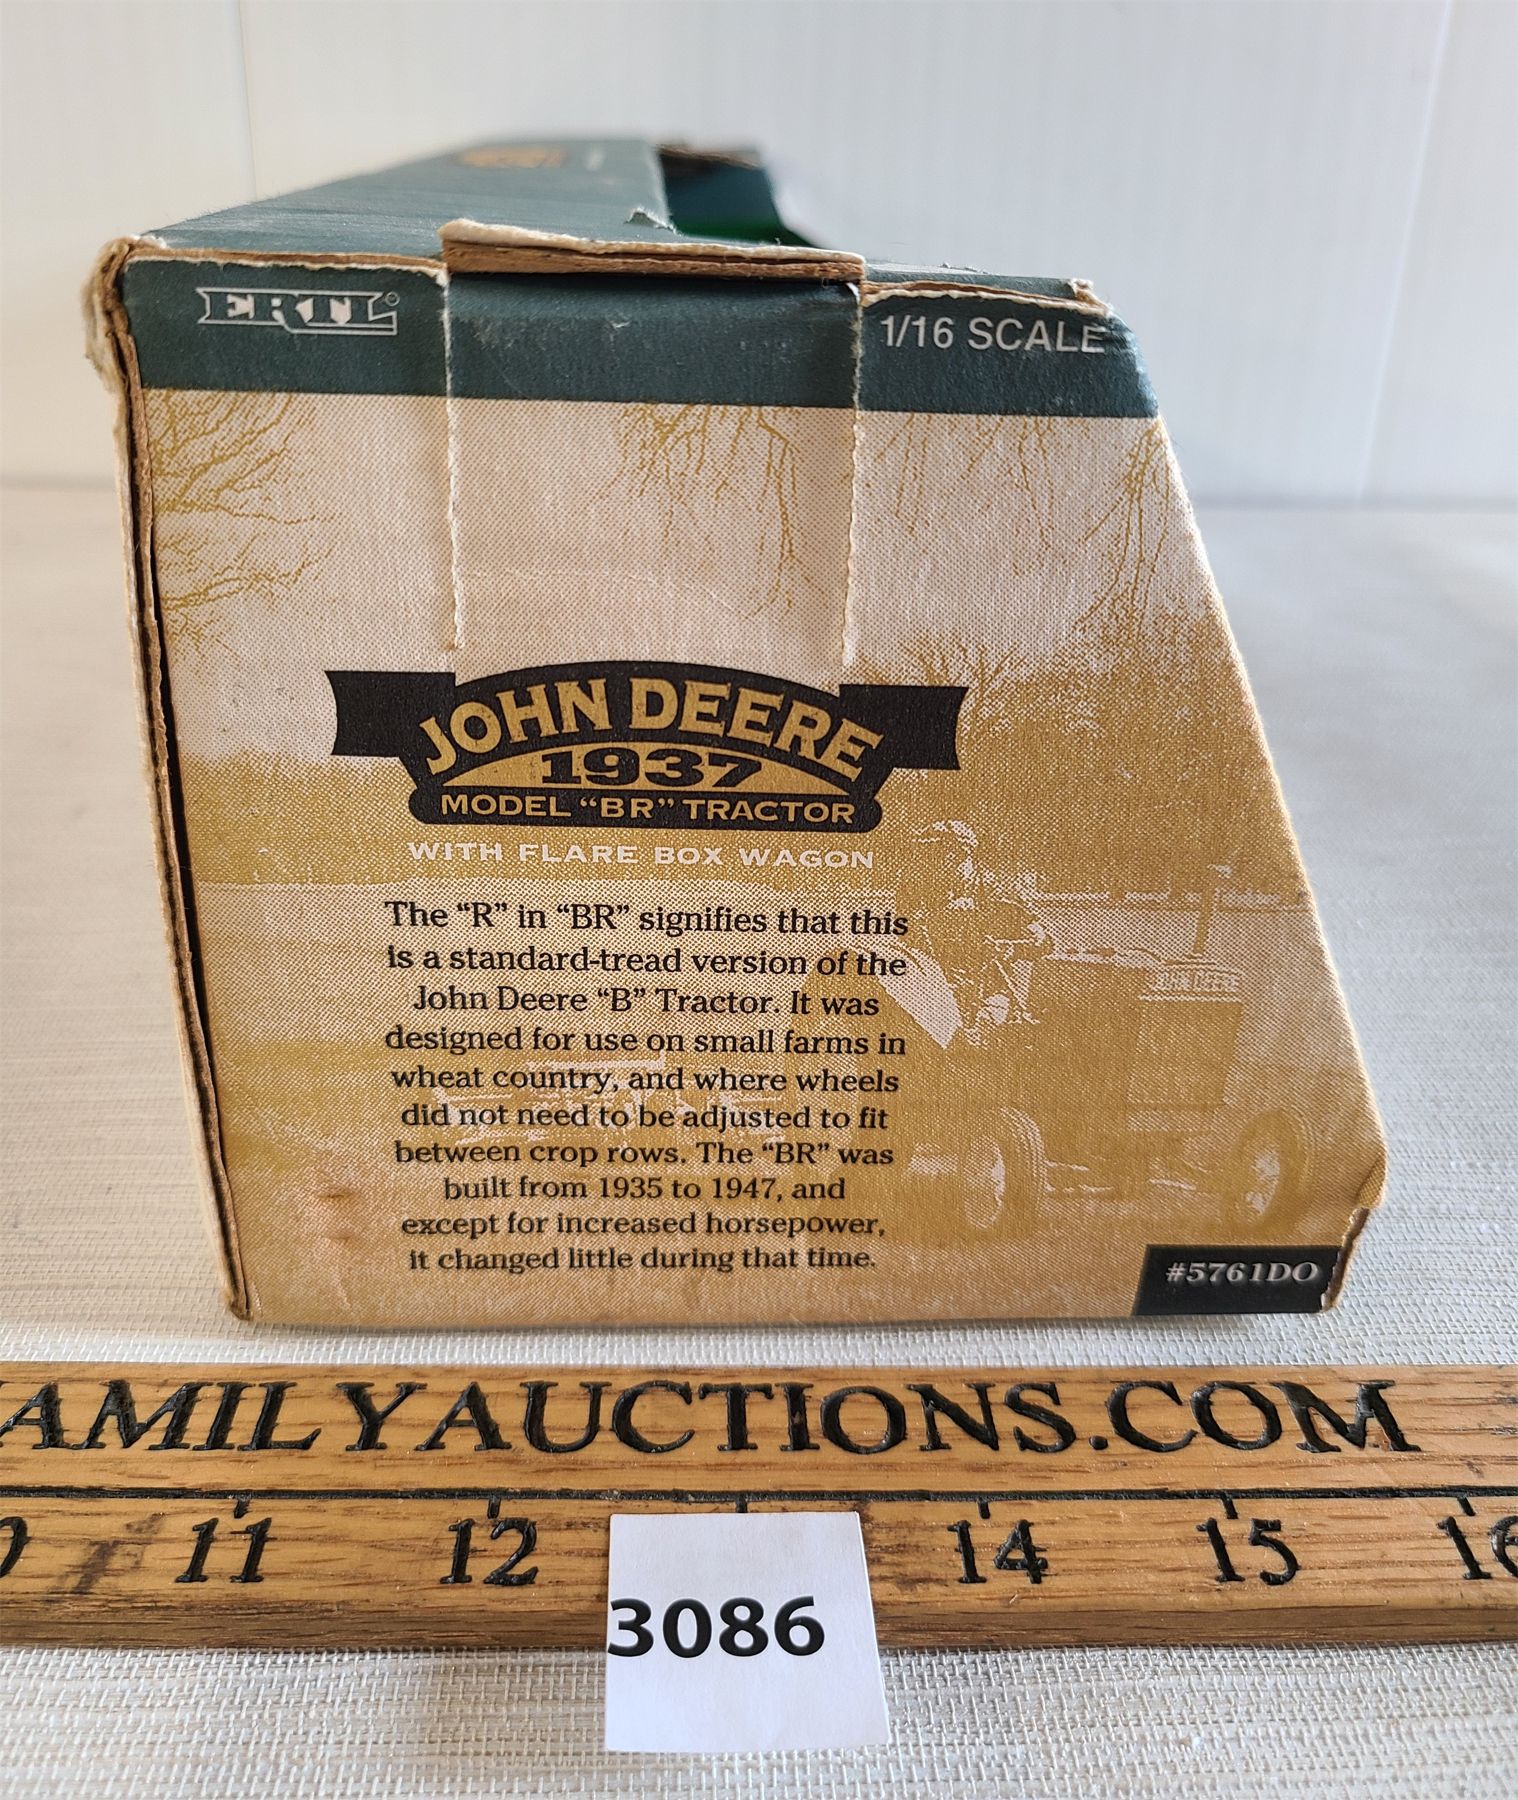 ERTL®
1/16 SCALE
JOHN DEERE
1937
MODEL "BR" TRACTOR
WITH FLARE BOX WAGON
The "R" in "BR" signifies that this
is a standard-tread version of the
John Deere "B" Tractor. It was
designed for use on small farms in
wheat country, and where wheels
did not need to be adjusted to fit
between crop rows. The "BR" was
built from 1935 to 1947, and
except for increased horsepower,
it changed little during that time.
JOHN DEERE
#5761DO
AMILYAUCTIONS.COM
0 11 12 14 15 16
3086